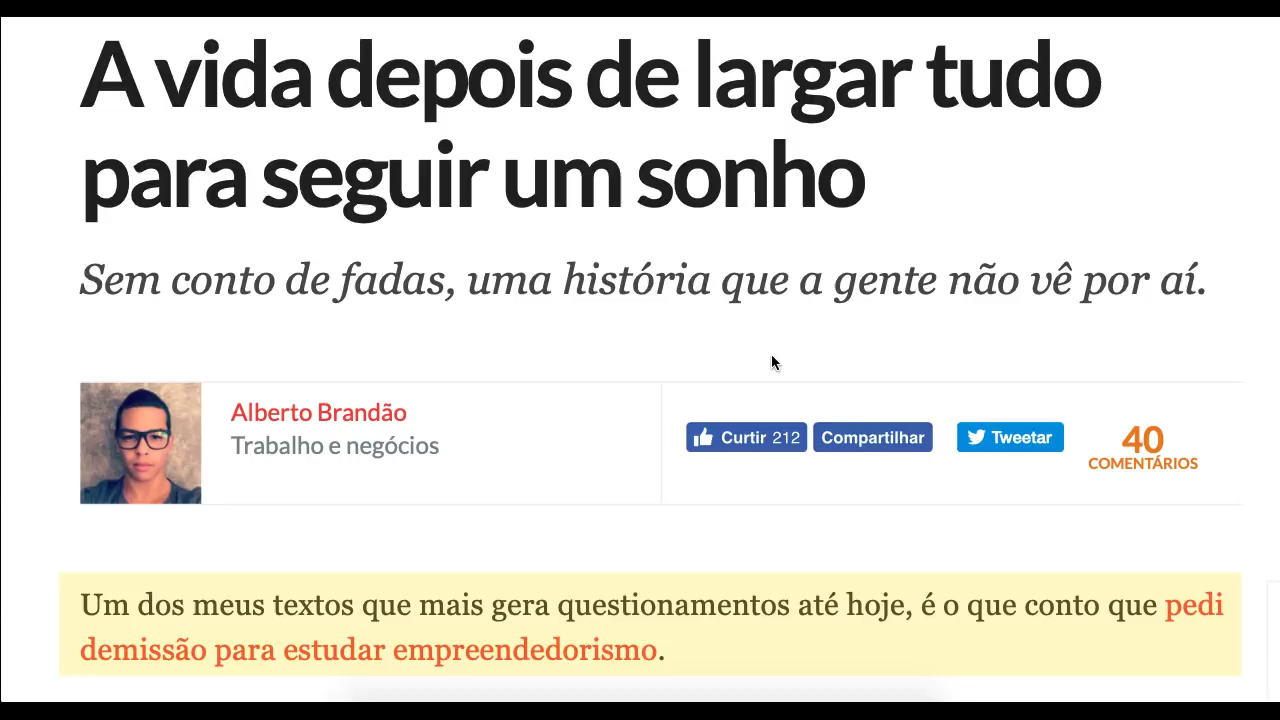 A vida depois de largar tudo
para seguir um sonho
Sem conto de fadas, uma história que a gente não vê por aí.
Alberto Brandão
Trabalho e negócios
Curtir 212
Compartilhar
Tweetar
40
COMENTÁRIOS
Um dos meus textos que mais gera questionamentos até hoje, é o que conto que pedi
demissão para estudar empreendedorismo.